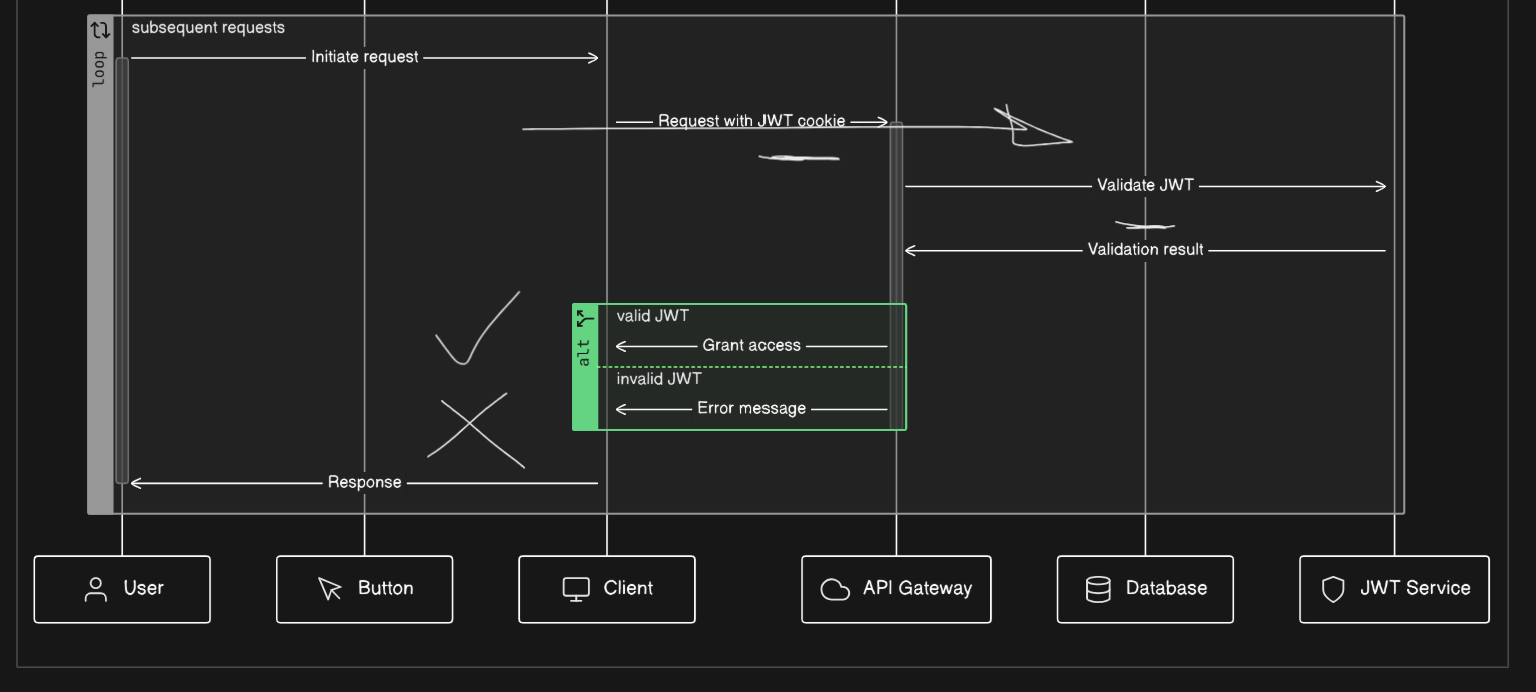 subsequent requests
loop
Initiate request
Request with JWT cookie
Validate JWT
Validation result
alt
valid JWT
Grant access
invalid JWT
Error message
Response
User
Button
Client
API Gateway
Database
JWT Service